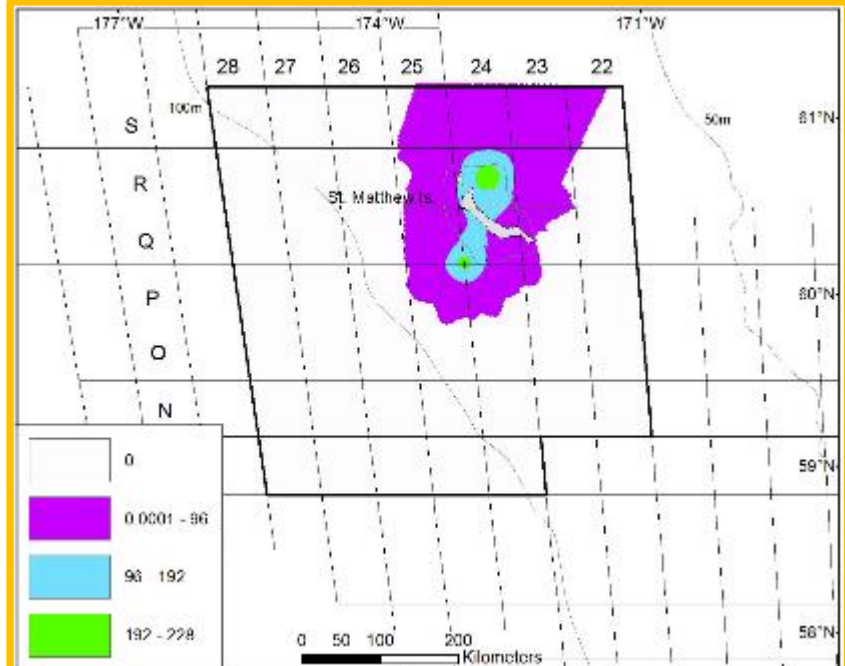 177°W 174°W 171°W
28 27 26 25 24 23 22
S
100m
50m
61°N
R
St. Matthew Is.
Q
60°N
P
O
N
59°N
0
0.0001 - 96
96 - 192
192 - 228
58°N
0 50 100 200
Kilometers